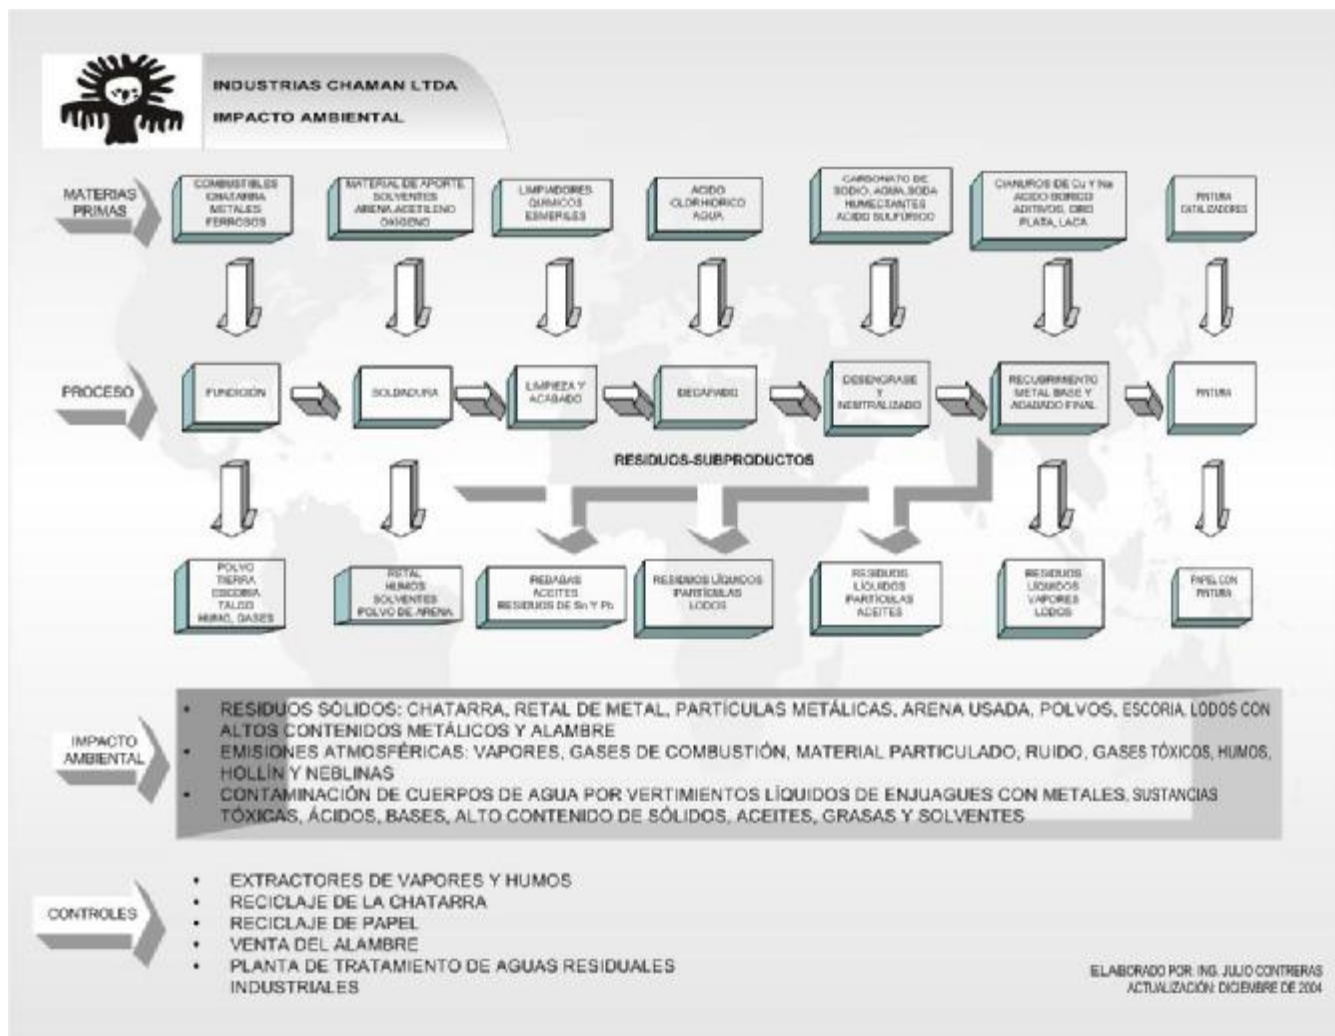 INDUSTRIAS CHAMAN LTDA
IMPACTO AMBIENTAL
MATERIAS
PRIMAS
COMBUSTIBLES
CHATARRA
METALES
FERROSOS
MATERIAL DE APORTE
SOLVENTES
ARENA, ACETILENO
OXIGENO
LIMPIADORES
QUIMICOS
ESMERILES
ACIDO
CLORHIDRICO
AGUA
CARBONATO DE
SODIO, AGUA, SODA
HUMECTANTES
ACIDO SULFÚRICO
CIANUROS DE Cu Y Na
ACIDO BORICO
ADITIVOS, ORO
PLATA, LACA
PINTURA
CATALIZADORES
PROCESO
FUNDICIÓN
SOLDADURA
LIMPIEZA Y
ACABADO
DECAPADO
DESENGRASE
Y
NEUTRALIZADO
RECUBRIMIENTO
METAL BASE Y
ACABADO FINAL
PINTURA
RESIDUOS-SUBPRODUCTOS
POLVO
TIERRA
ESCORIA
TALCO
HUMO, GASES
RETAL
HUMOS
SOLVENTES
POLVO DE ARENA
REBABAS
ACEITES
RESIDUOS DE Sn Y Pb
RESIDUOS LÍQUIDOS
PARTÍCULAS
LODOS
RESIDUOS
LÍQUIDOS
PARTÍCULAS
ACEITES
RESIDUOS
LÍQUIDOS
VAPORES
LODOS
PAPEL CON
PINTURA
IMPACTO
AMBIENTAL
• RESIDUOS SÓLIDOS: CHATARRA, RETAL DE METAL, PARTÍCULAS METÁLICAS, ARENA USADA, POLVOS, ESCORIA, LODOS CON
ALTOS CONTENIDOS METÁLICOS Y ALAMBRE
• EMISIONES ATMOSFÉRICAS: VAPORES, GASES DE COMBUSTIÓN, MATERIAL PARTICULADO, RUIDO, GASES TÓXICOS, HUMOS,
HOLLÍN Y NEBLINAS
• CONTAMINACIÓN DE CUERPOS DE AGUA POR VERTIMIENTOS LÍQUIDOS DE ENJUAGUES CON METALES, SUSTANCIAS
TÓXICAS, ÁCIDOS, BASES, ALTO CONTENIDO DE SÓLIDOS, ACEITES, GRASAS Y SOLVENTES
CONTROLES
• EXTRACTORES DE VAPORES Y HUMOS
• RECICLAJE DE LA CHATARRA
• RECICLAJE DE PAPEL
• VENTA DEL ALAMBRE
• PLANTA DE TRATAMIENTO DE AGUAS RESIDUALES
INDUSTRIALES
ELABORADO POR: ING. JULIO CONTRERAS
ACTUALIZACIÓN: DICIEMBRE DE 2004